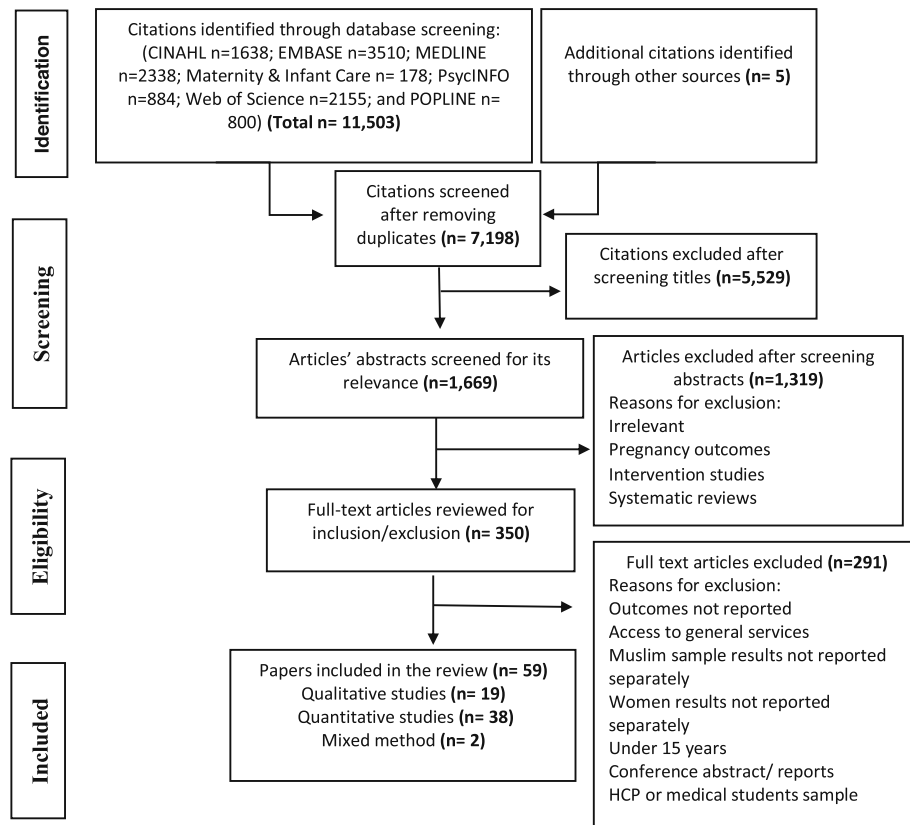 Identification
Citations identified through database screening:
(CINAHL n=1638; EMBASE n=3510; MEDLINE
n=2338; Maternity & Infant Care n= 178; PsycINFO
n=884; Web of Science n=2155; and POPLINE n=
800) (Total n= 11,503)
Additional citations identified
through other sources (n= 5)
Citations screened
after removing
duplicates (n= 7,198)
Screening
Citations excluded after
screening titles (n=5,529)
Articles’ abstracts screened for its
relevance (n=1,669)
Articles excluded after screening
abstracts (n=1,319)
Reasons for exclusion:
Irrelevant
Pregnancy outcomes
Intervention studies
Systematic reviews
Eligibility
Full-text articles reviewed for
inclusion/exclusion (n= 350)
Full text articles excluded (n=291)
Reasons for exclusion:
Outcomes not reported
Access to general services
Muslim sample results not reported
separately
Women results not reported
separately
Under 15 years
Conference abstract/ reports
HCP or medical students sample
Included
Papers included in the review (n= 59)
Qualitative studies (n= 19)
Quantitative studies (n= 38)
Mixed method (n= 2)